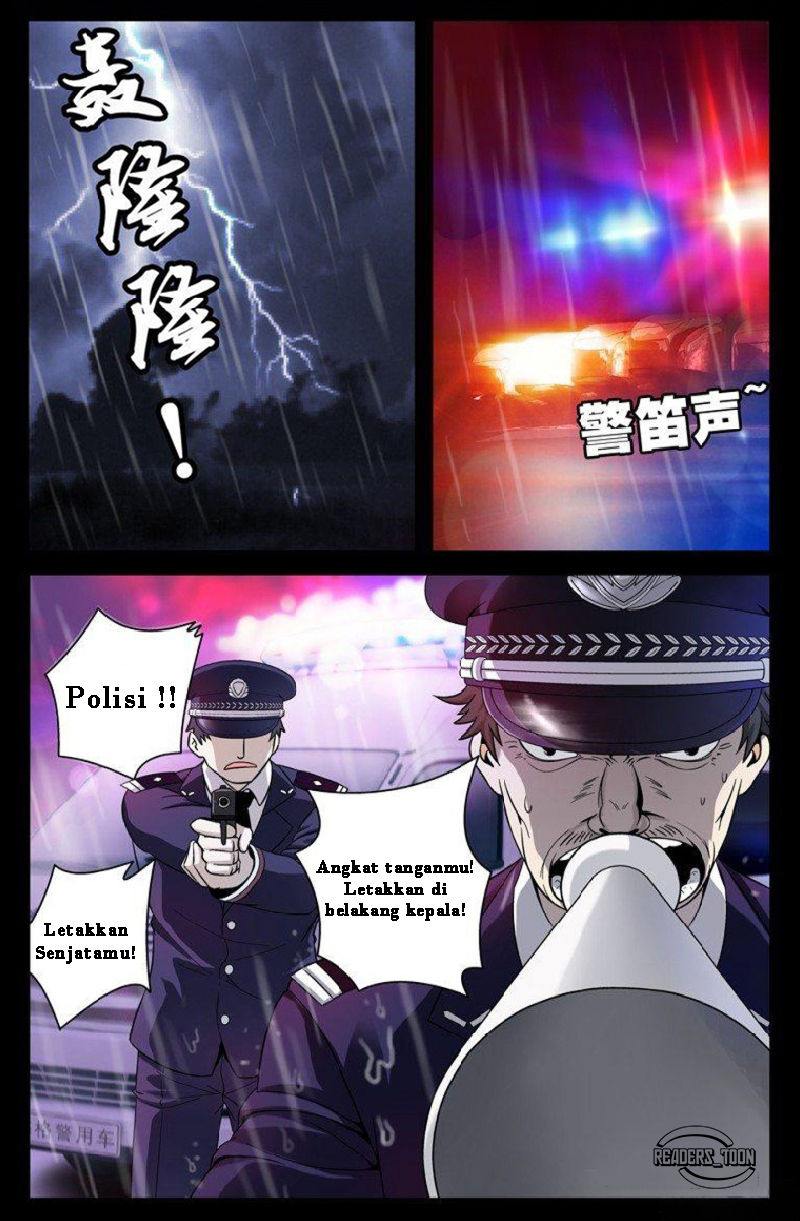 轰隆隆！
警笛声~
Polisi !!
Letakkan
Senjatamu!
Angkat tanganmu!
Letakkan di
belakang kepala!
格警用车
READERS_TOON